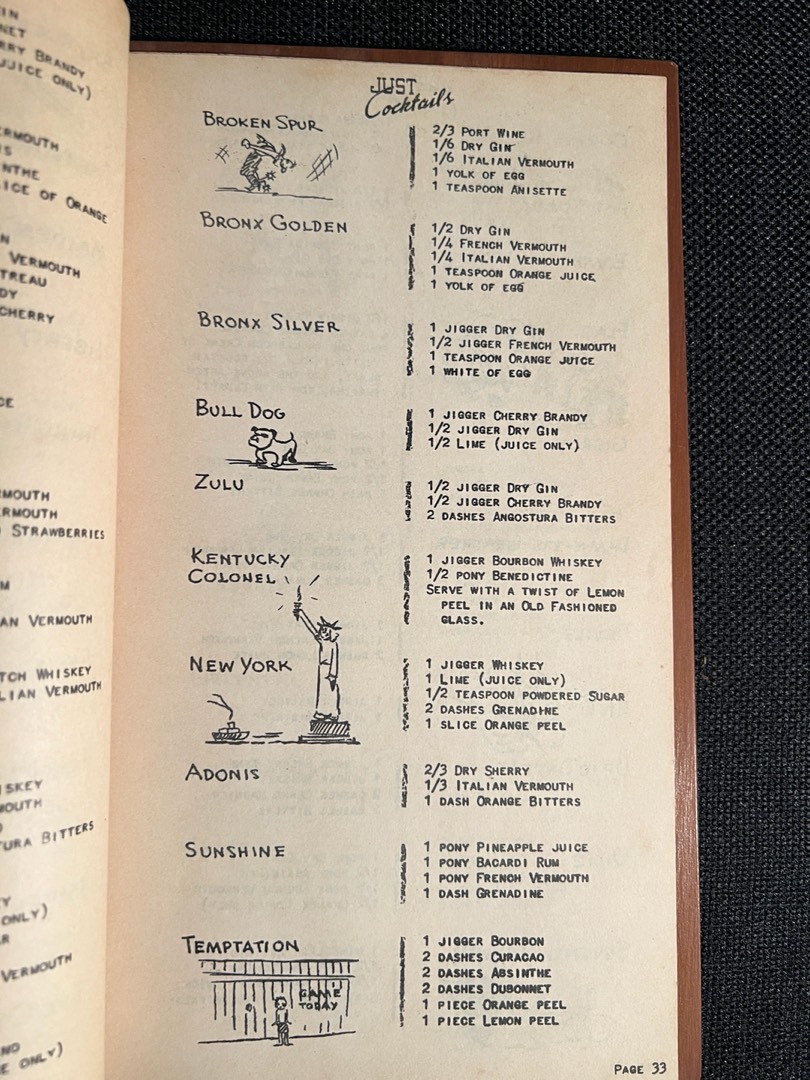 JUST
Cocktails
BROKEN SPUR
2/3 PORT WINE
1/6 DRY GIN
1/6 ITALIAN VERMOUTH
1 YOLK OF EGG
1 TEASPOON ANISETTE
BRONX GOLDEN
1/2 DRY GIN
1/4 FRENCH VERMOUTH
1/4 ITALIAN VERMOUTH
1 TEASPOON ORANGE JUICE
1 YOLK OF EGG
BRONX SILVER
1 JIGGER DRY GIN
1/2 JIGGER FRENCH VERMOUTH
1 TEASPOON ORANGE JUICE
1 WHITE OF EGG
BULL DOG
1 JIGGER CHERRY BRANDY
1/2 JIGGER DRY GIN
1/2 LIME (JUICE ONLY)
ZULU
1/2 JIGGER DRY GIN
1/2 JIGGER CHERRY BRANDY
2 DASHES ANGOSTURA BITTERS
KENTUCKY
COLONEL
1 JIGGER BOURBON WHISKEY
1/2 PONY BENEDICTINE
SERVE WITH A TWIST OF LEMON
PEEL IN AN OLD FASHIONED
GLASS.
NEW YORK
1 JIGGER WHISKEY
1 LIME (JUICE ONLY)
1/2 TEASPOON POWDERED SUGAR
2 DASHES GRENADINE
1 SLICE ORANGE PEEL
ADONIS
2/3 DRY SHERRY
1/3 ITALIAN VERMOUTH
1 DASH ORANGE BITTERS
SUNSHINE
1 PONY PINEAPPLE JUICE
1 PONY BACARDI RUM
1 PONY FRENCH VERMOUTH
1 DASH GRENADINE
TEMPTATION
GAME
TODAY
1 JIGGER BOURBON
2 DASHES CURACAO
2 DASHES ABSINTHE
2 DASHES DUBONNET
1 PIECE ORANGE PEEL
1 PIECE LEMON PEEL
PAGE 33